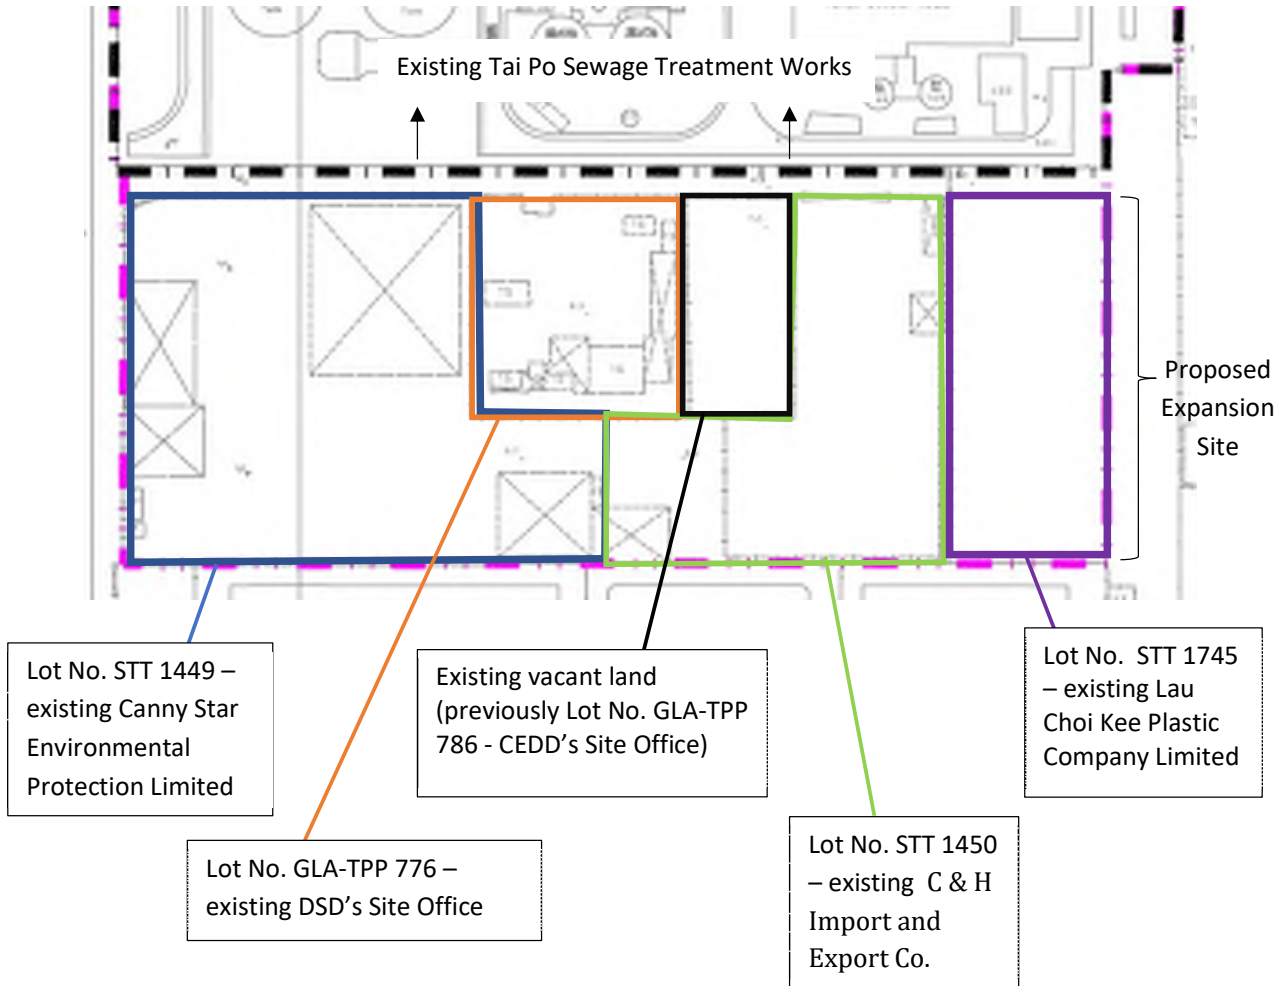 Existing Tai Po Sewage Treatment Works
Proposed
Expansion
Site
Lot No. STT 1449 –
existing Canny Star
Environmental
Protection Limited
Existing vacant land
(previously Lot No. GLA-TPP
786 - CEDD's Site Office)
Lot No. STT 1745
– existing Lau
Choi Kee Plastic
Company Limited
Lot No. GLA-TPP 776 –
existing DSD's Site Office
Lot No. STT 1450
– existing C & H
Import and
Export Co.